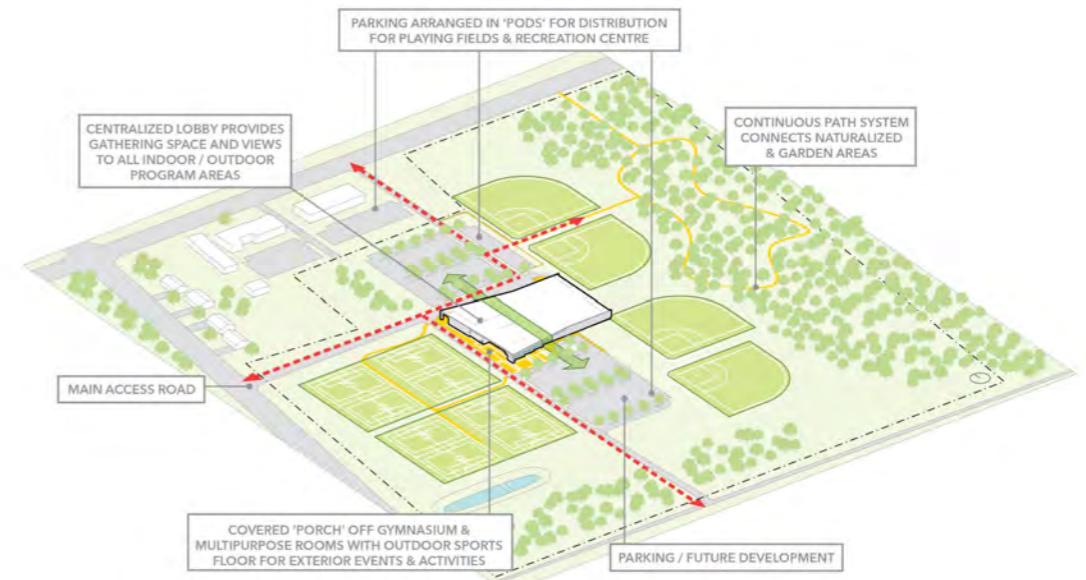 PARKING ARRANGED IN 'PODS' FOR DISTRIBUTION
FOR PLAYING FIELDS & RECREATION CENTRE
CENTRALIZED LOBBY PROVIDES
GATHERING SPACE AND VIEWS
TO ALL INDOOR / OUTDOOR
PROGRAM AREAS
CONTINUOUS PATH SYSTEM
CONNECTS NATURALIZED
& GARDEN AREAS
MAIN ACCESS ROAD
COVERED 'PORCH' OFF GYMNASIUM &
MULTIPURPOSE ROOMS WITH OUTDOOR SPORTS
FLOOR FOR EXTERIOR EVENTS & ACTIVITIES
PARKING / FUTURE DEVELOPMENT